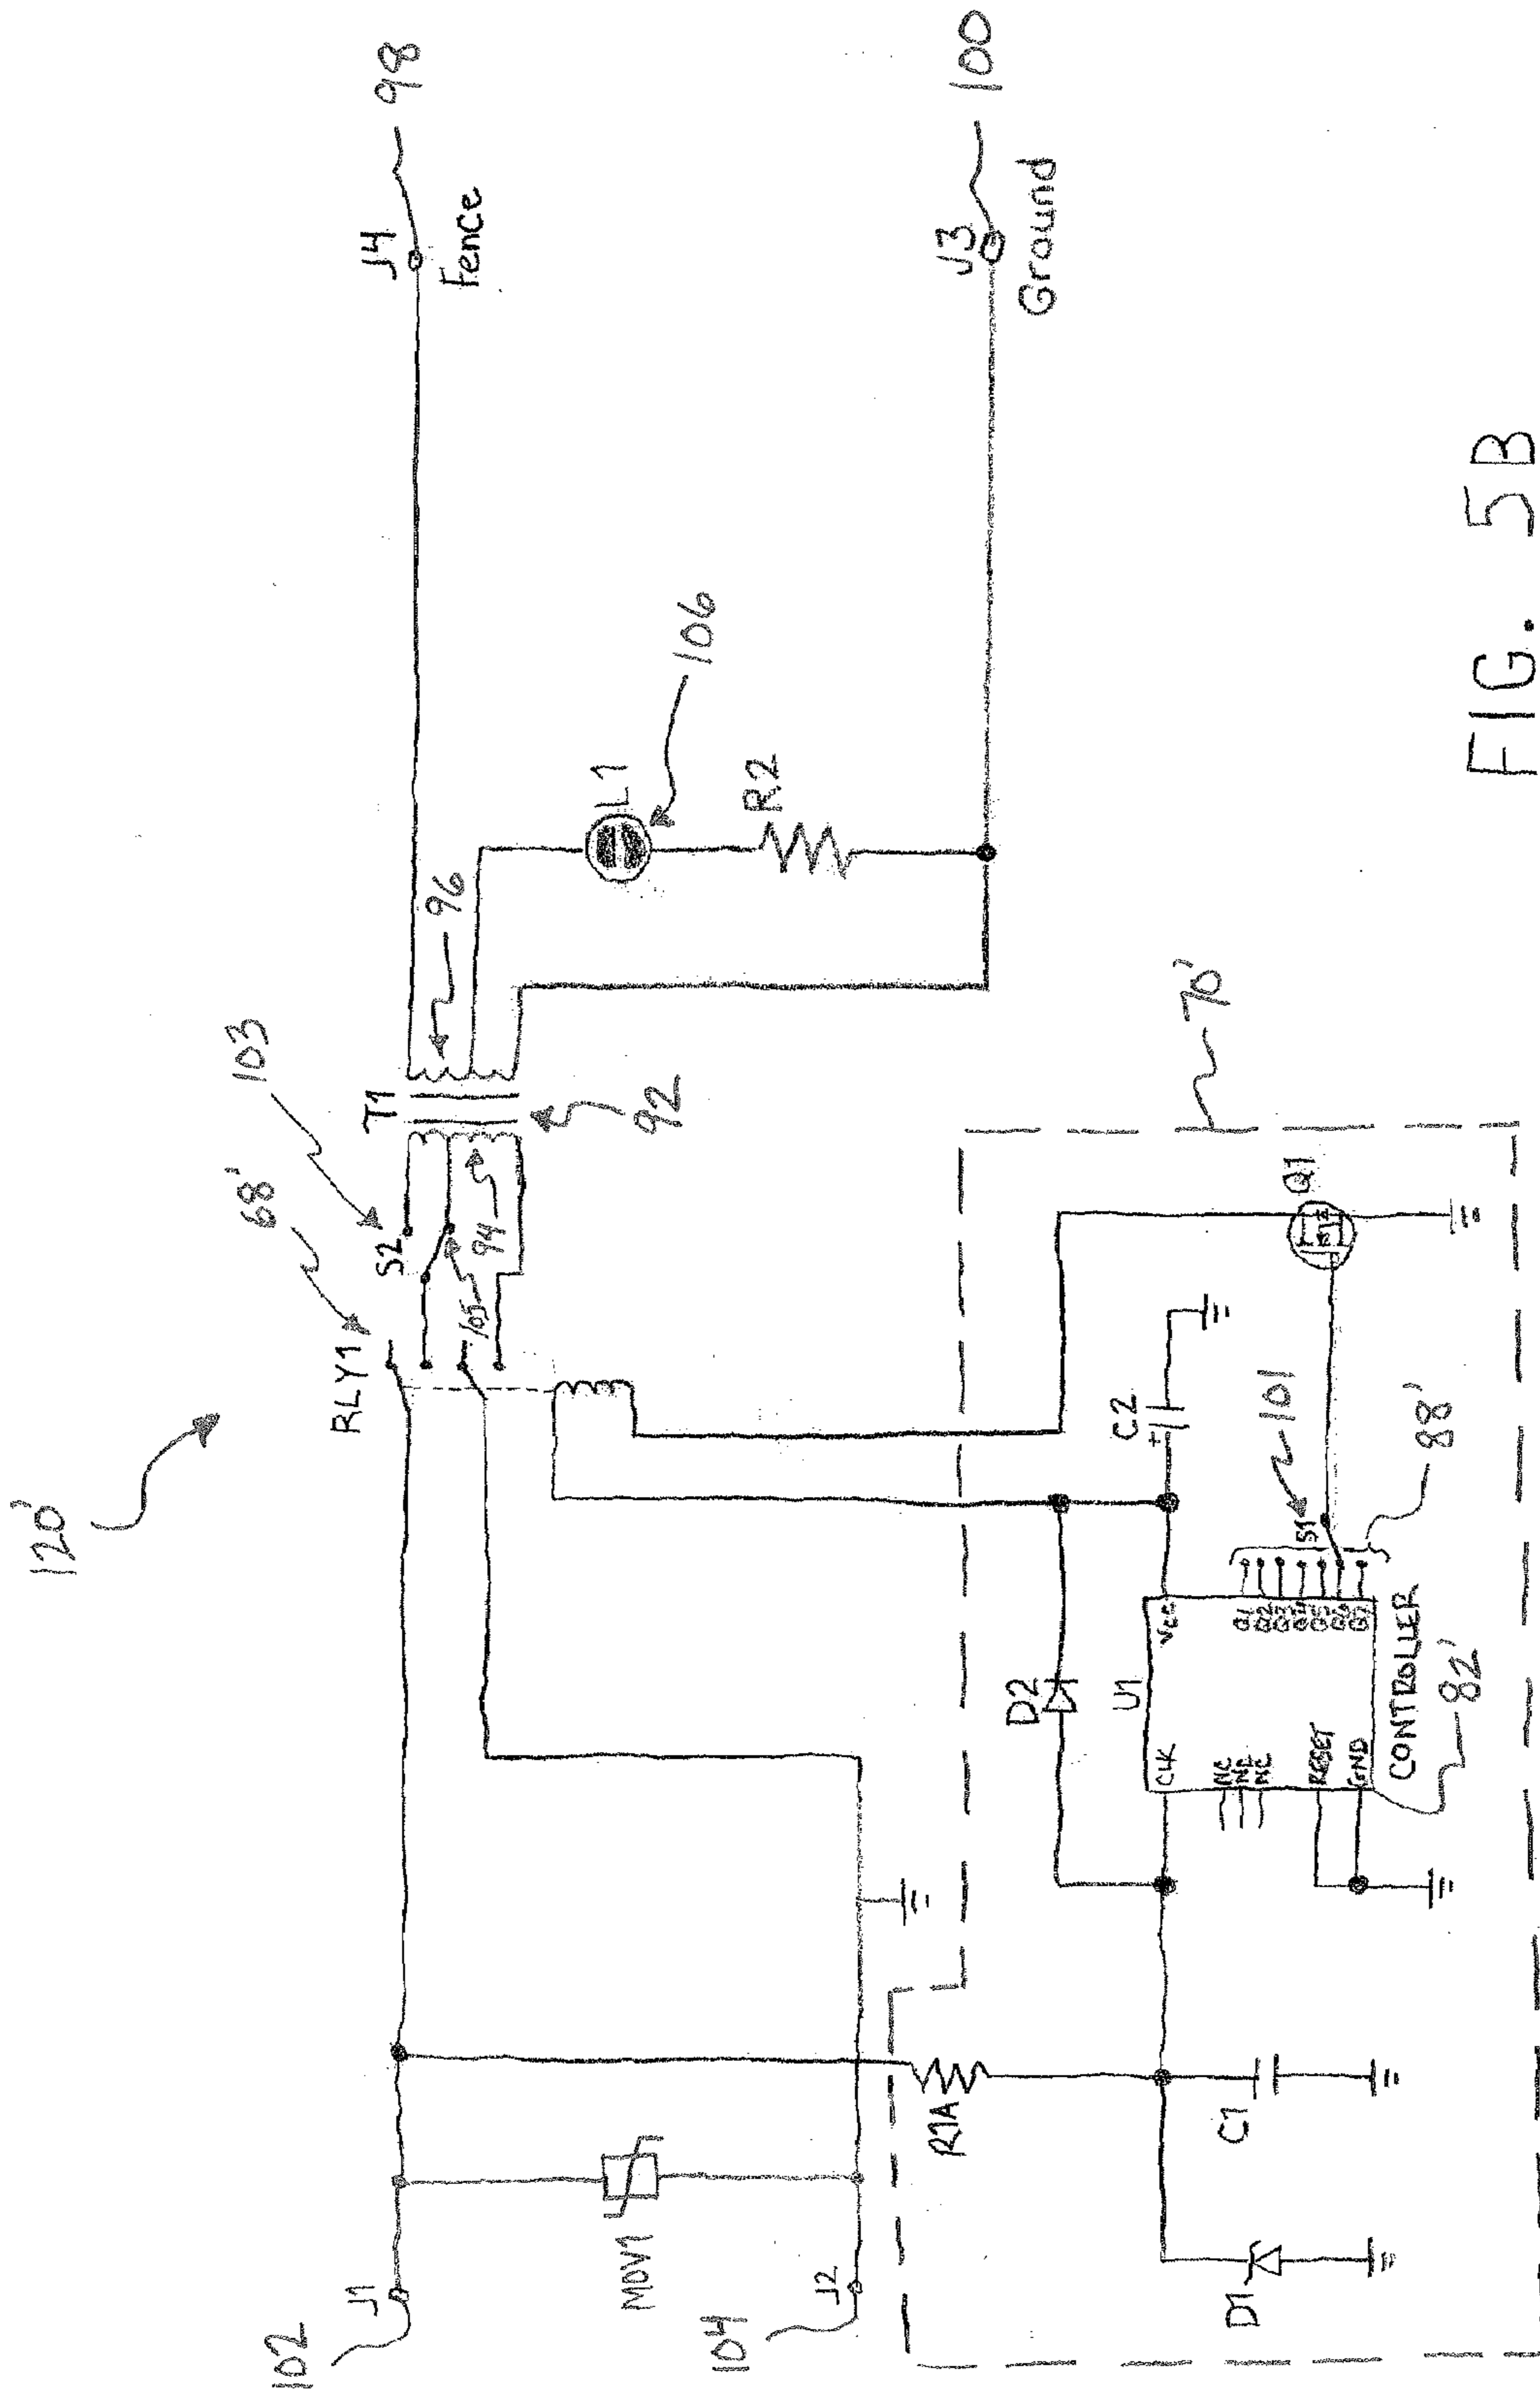 120'
68'
103
RLY1
S2
T1
96
J4
98
Fence
105
94
92
L1
106
R2
J3
100
Ground
102
J1
MOV1
104
J2
R1A
D1
C1
D2
U1
CLK
VCC
NC
NC
NC
RESET
GND
Q1
Q2
Q3
Q4
Q5
Q6
Q7
CONTROLLER
82'
C2
S1
101
88'
Q1
70'
FIG. 5B